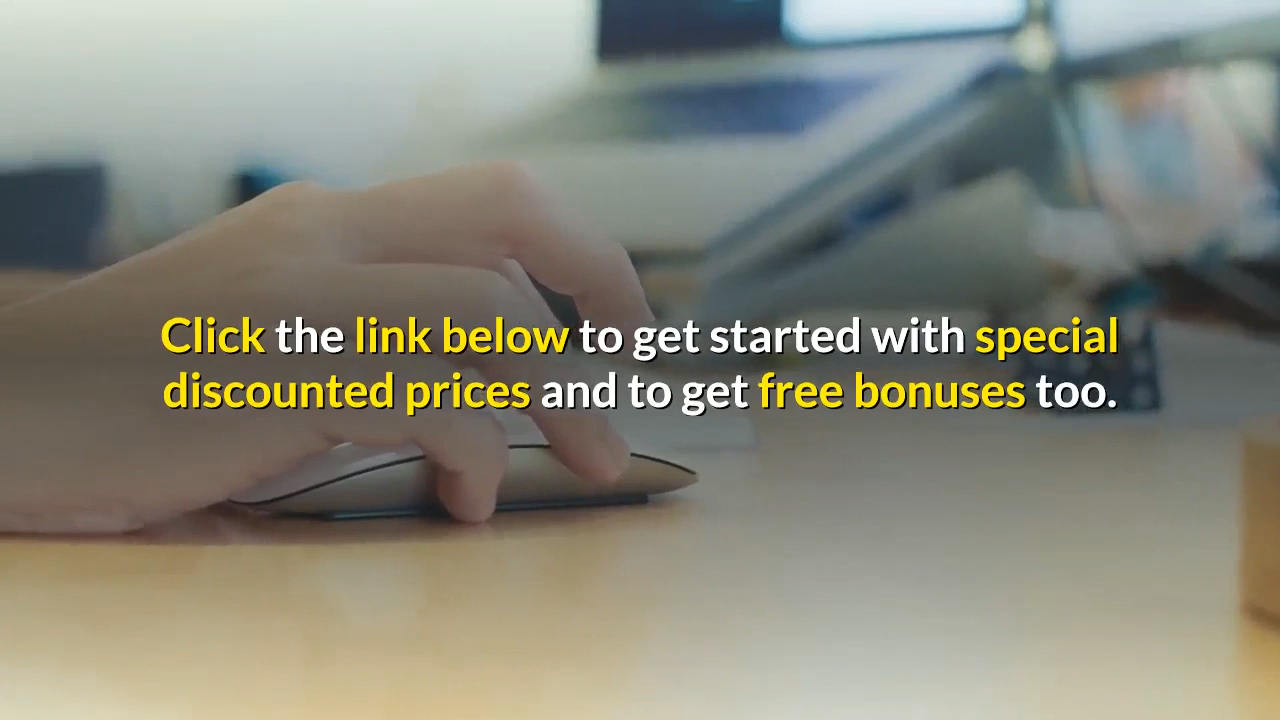 Click the link below to get started with special
discounted prices and to get free bonuses too.